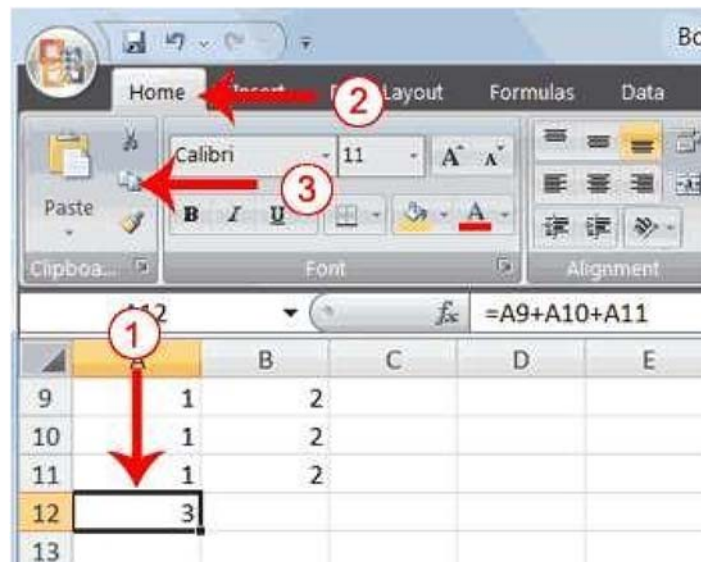 Bo
Home Layout Formulas Data
2
Calibri 11 A A
3
Paste B I U A
Clipboa... Font Alignment
fx =A9+A10+A11
1
B C D E
9 1 2
10 1 2
11 1 2
12 3
13